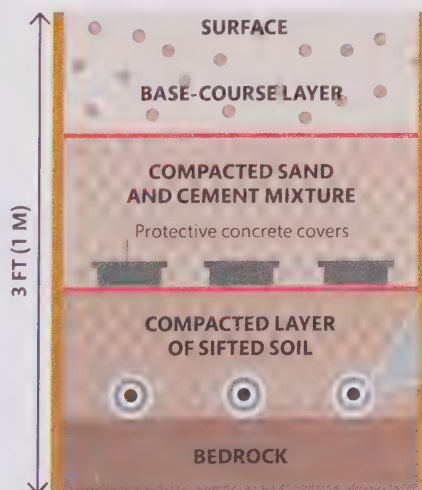 SURFACE
BASE-COURSE LAYER
COMPACTED SAND
AND CEMENT MIXTURE
Protective concrete covers
3 FT (1 M)
COMPACTED LAYER
OF SIFTED SOIL
BEDROCK